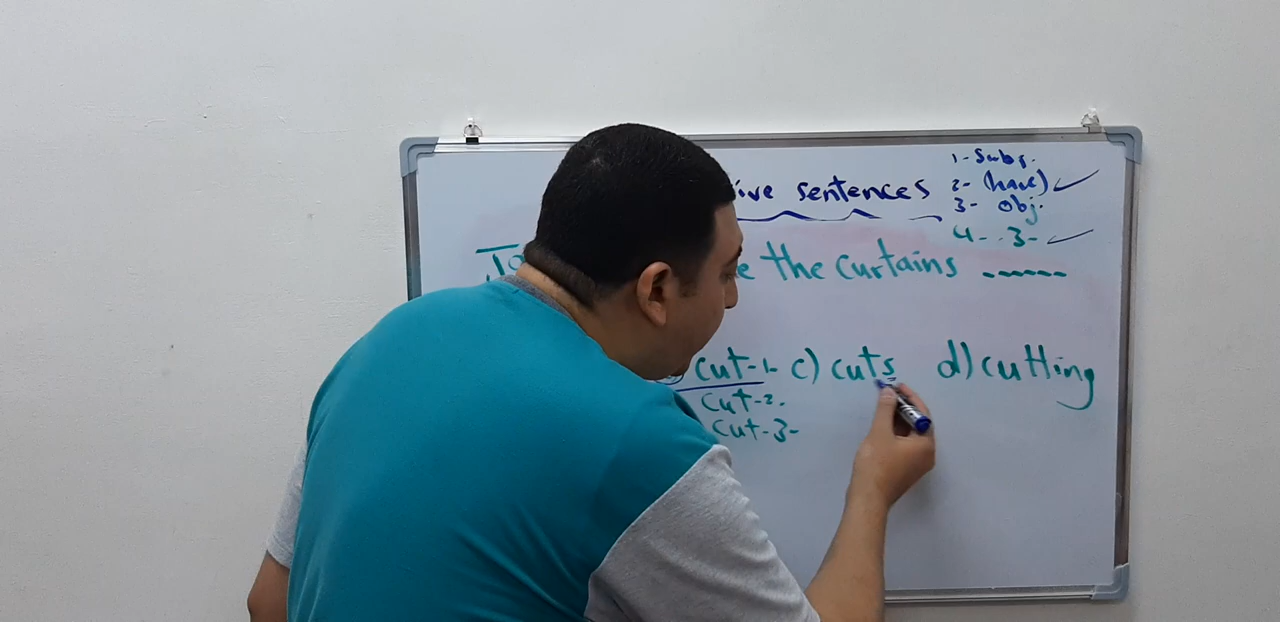 ive sentences
1- Subj.
2- (have) ✓
3- Obj.
4- .3- ✓
Jo e the curtains ------
cut-1- c) cuts d) cutting
cut-2-
cut-3-